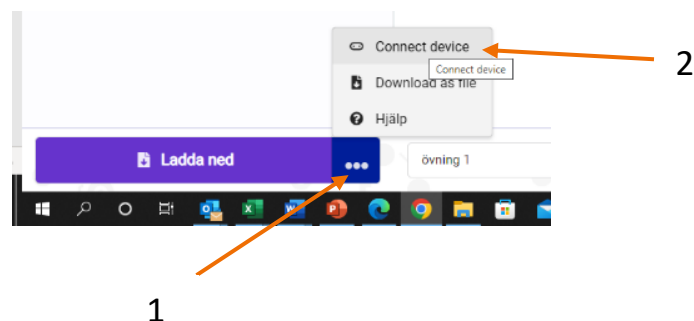 Connect device
2
Connect device
Download as file
Hjälp
Ladda ned
övning 1
1